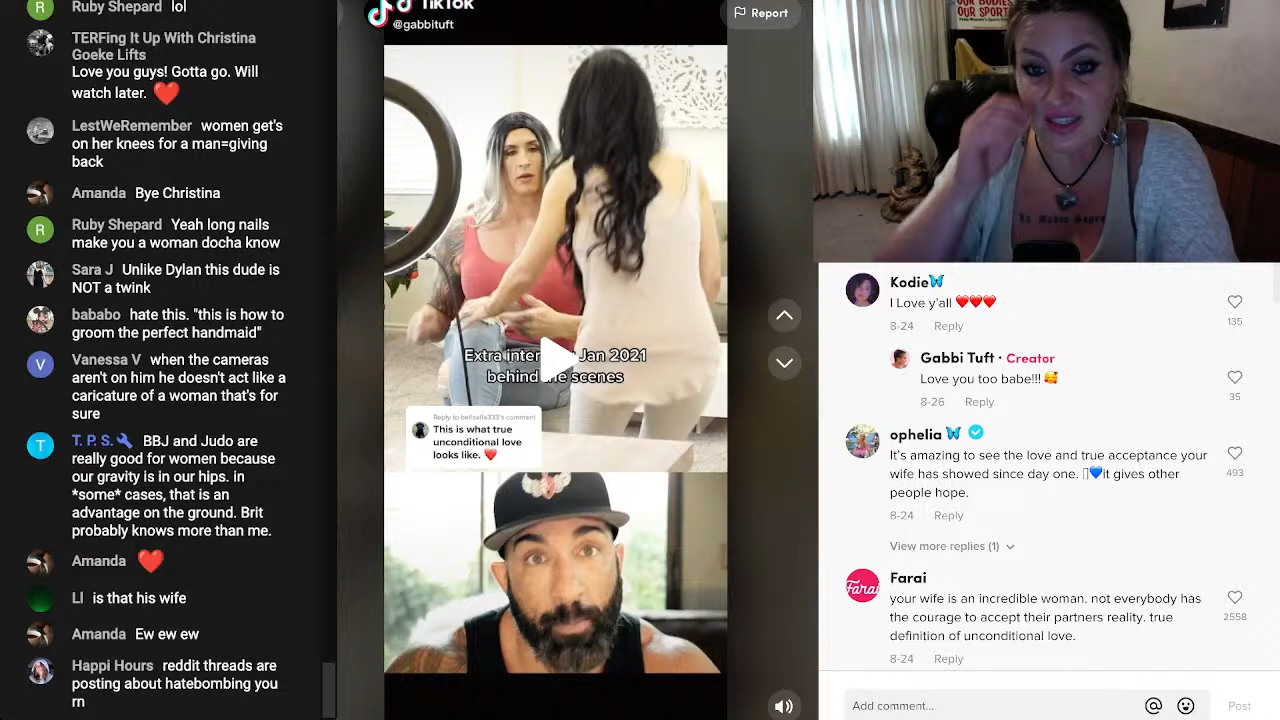 Ruby Shepard lol
TERFing It Up With Christina
Goeke Lifts
Love you guys! Gotta go. Will
watch later. ❤️
LestWeRemember women get's
on her knees for a man=giving
back
Amanda Bye Christina
Ruby Shepard Yeah long nails
make you a woman docha know
Sara J Unlike Dylan this dude is
NOT a twink
bababo hate this. "this is how to
groom the perfect handmaid"
Vanessa V when the cameras
aren't on him he doesn't act like a
caricature of a woman that's for
sure
T. P. S. BBJ and Judo are
really good for women because
our gravity is in our hips. in
*some* cases, that is an
advantage on the ground. Brit
probably knows more than me.
Amanda ❤️
LI is that his wife
Amanda Ew ew ew
Happi Hours reddit threads are
posting about hatebombing you
rn
TikTok
@gabbituft
Report
Jan 2021
behind scenes
Reply to comment
This is what true
unconditional love
looks like. ❤️
OUR BODIES
OUR SPORTS
Kodie🦋
I Love y'all ❤️❤️❤️
135
8-24 Reply
Gabbi Tuft · Creator
Love you too babe!!! 🥰
35
8-26 Reply
ophelia 🦋
It's amazing to see the love and true acceptance your
wife has showed since day one. 💙it gives other
people hope.
493
8-24 Reply
View more replies (1)
Farai
Farai
your wife is an incredible woman. not everybody has
the courage to accept their partners reality. true
definition of unconditional love.
2558
8-24 Reply
Add comment...
@
Post